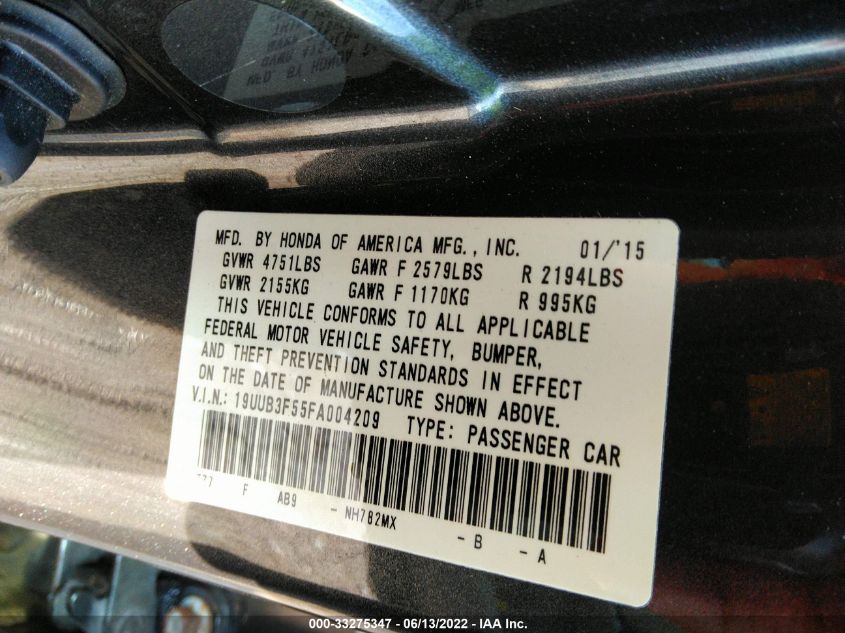 MFD. BY HONDA OF AMERICA MFG., INC. 01/'15
GVWR 4751LBS GAWR F 2579LBS R 2194LBS
GVWR 2155KG GAWR F 1170KG R 995KG
THIS VEHICLE CONFORMS TO ALL APPLICABLE
FEDERAL MOTOR VEHICLE SAFETY, BUMPER,
AND THEFT PREVENTION STANDARDS IN EFFECT
ON THE DATE OF MANUFACTURE SHOWN ABOVE.
V.I.N.: 19UUB3F55FA004209 TYPE: PASSENGER CAR
F AB9 - NH782MX - B - A
000-33275347 - 06/13/2022 - IAA Inc.